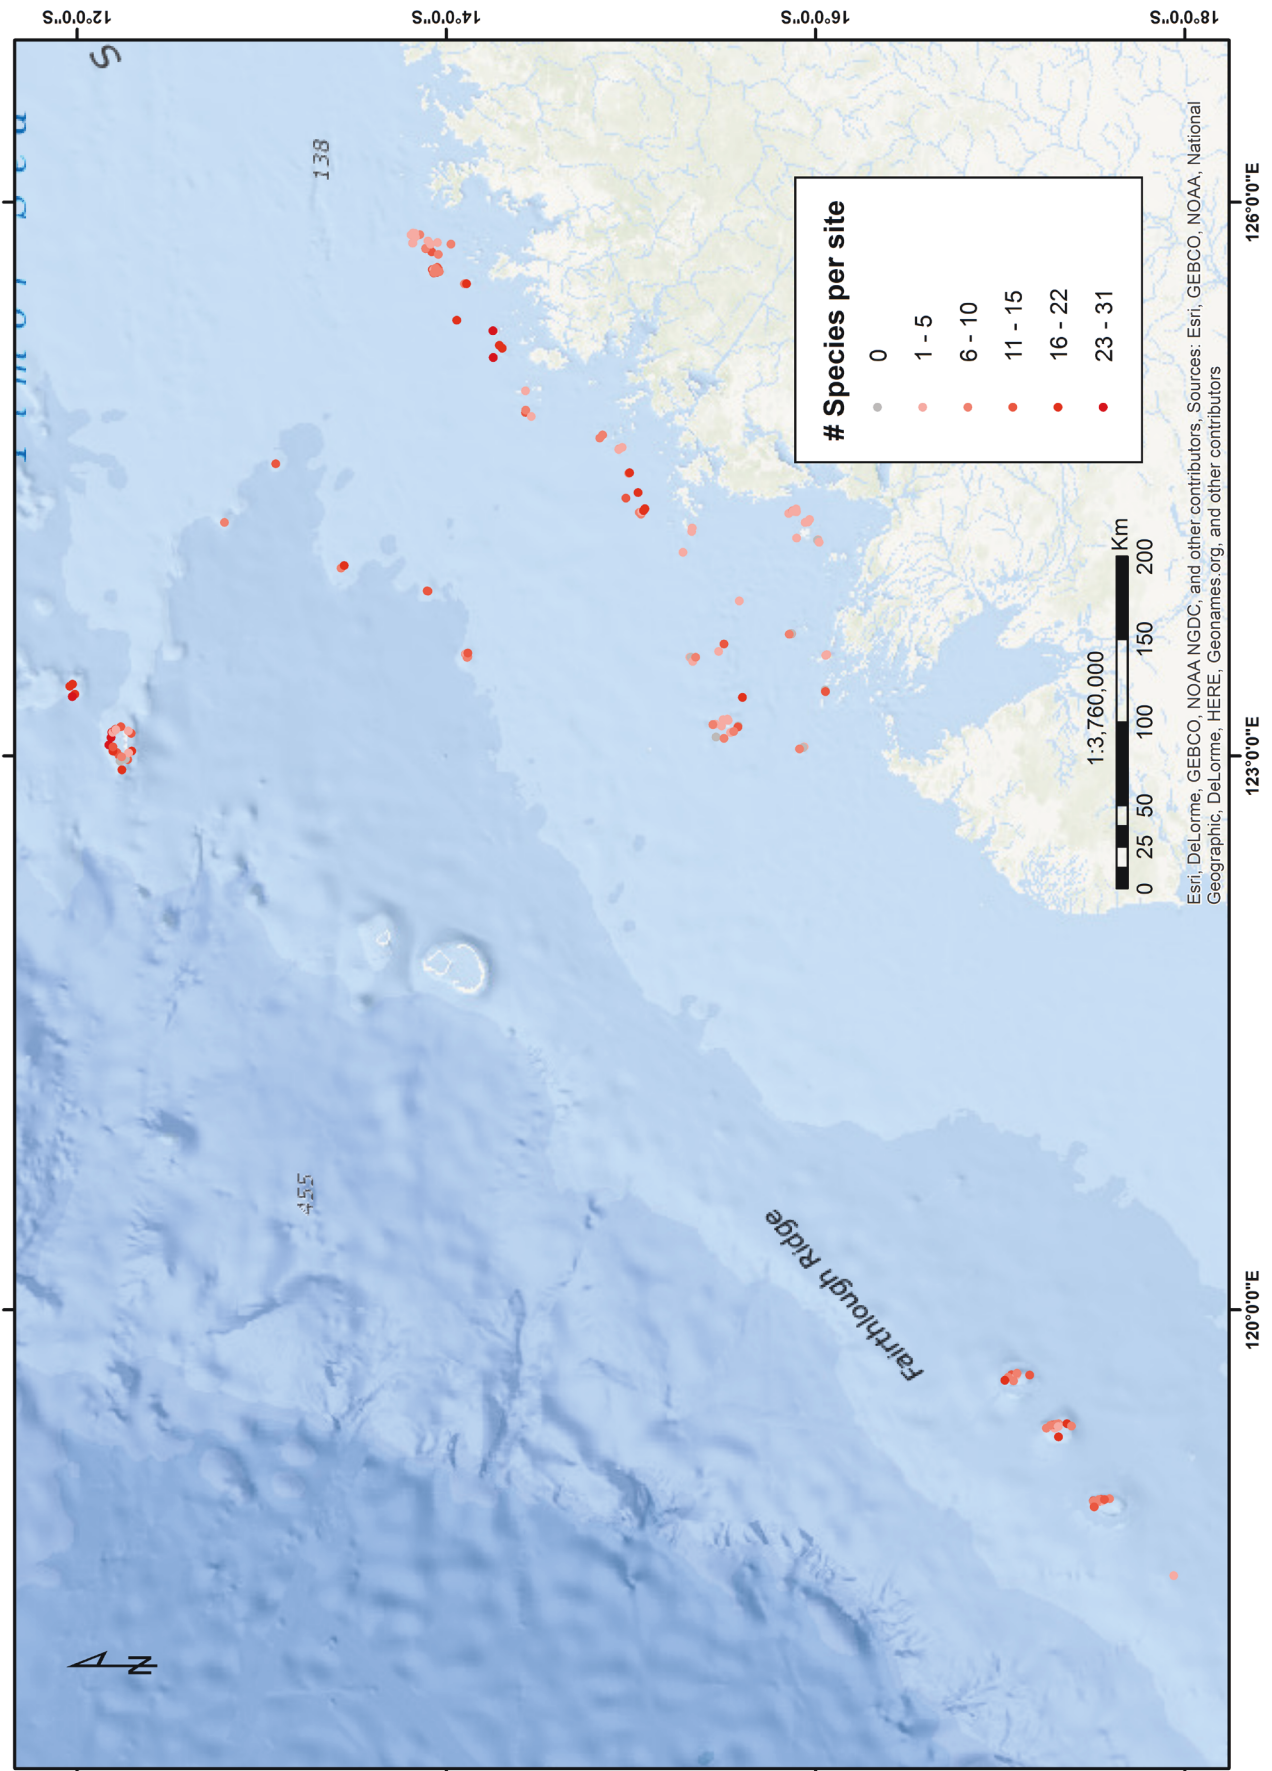 12°0'0"S
14°0'0"S
16°0'0"S
18°0'0"S
S
138
455
Fairthlough Ridge
N
# Species per site
0
1 - 5
6 - 10
11 - 15
16 - 22
23 - 31
1:3,760,000
Km
0 25 50 100 150 200
Esri, DeLorme, GEBCO, NOAA NGDC, and other contributors, Sources: Esri, GEBCO, NOAA, National
Geographic, DeLorme, HERE, Geonames.org, and other contributors
120°0'0"E
123°0'0"E
126°0'0"E